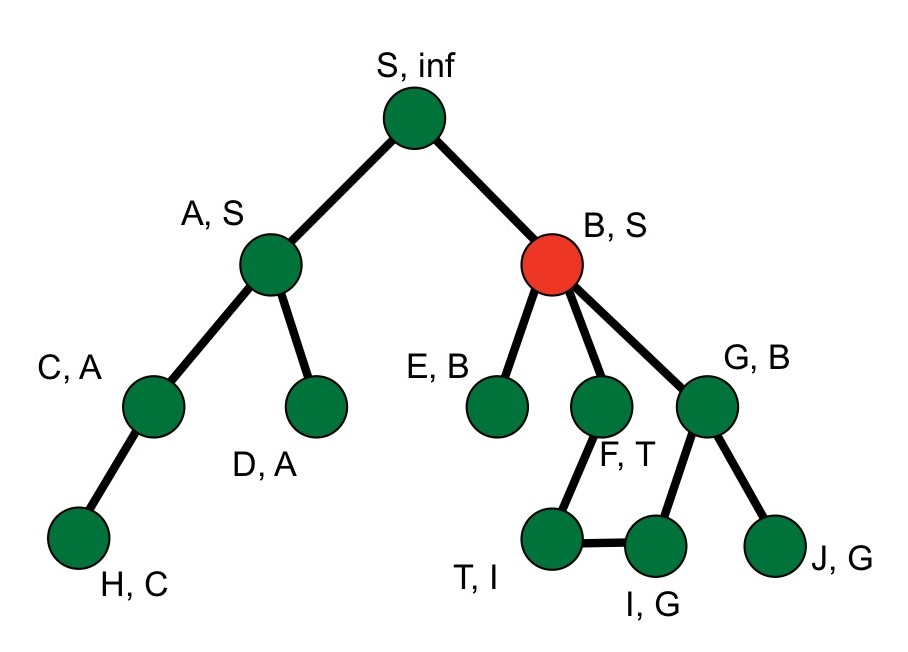 S, inf
A, S
B, S
C, A
E, B
G, B
D, A
F, T
H, C
T, I
I, G
J, G